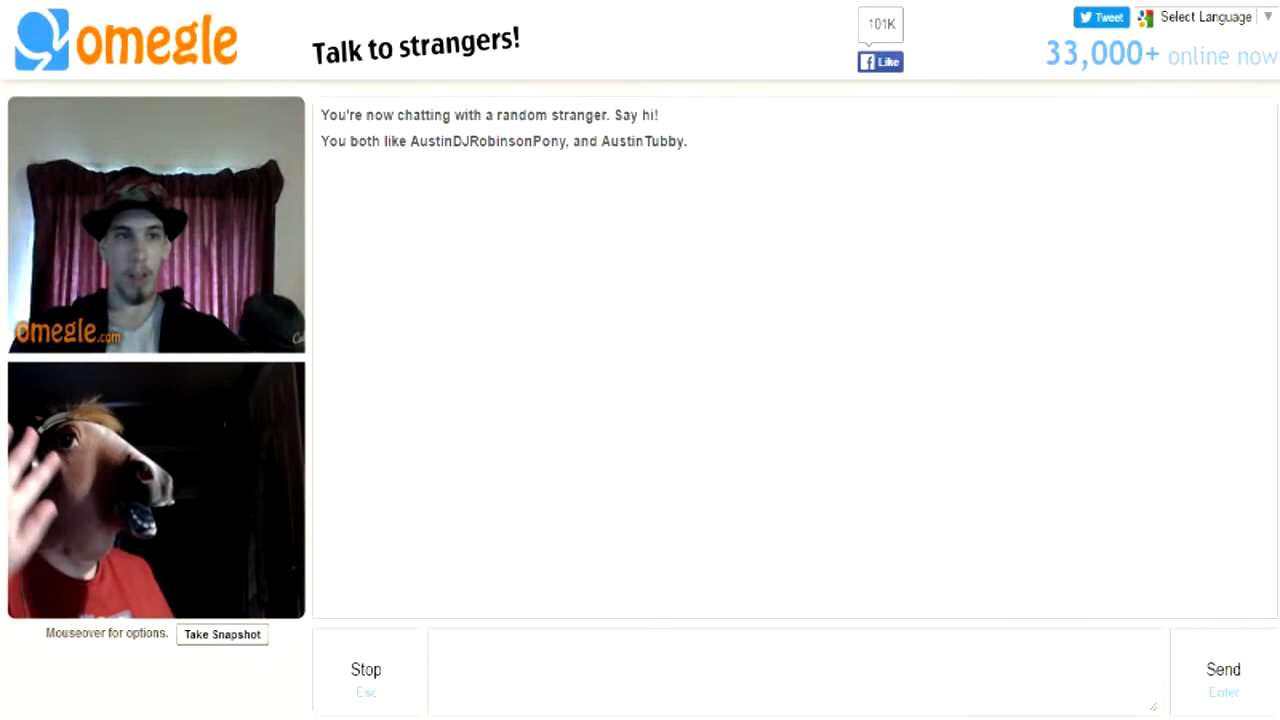 omegle
Talk to strangers!
101K
Like
Tweet
Select Language
33,000+ online now
You're now chatting with a random stranger. Say hi!
You both like AustinDJRobinsonPony, and AustinTubby.
omegle.com
Mouseover for options.
Take Snapshot
Stop
Esc
Send
Enter